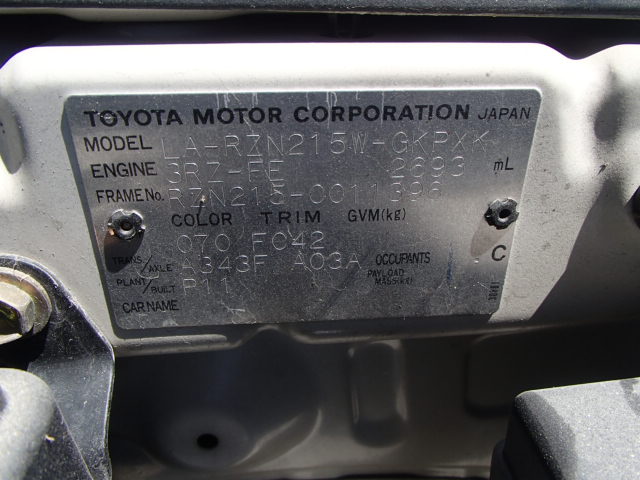 TOYOTA MOTOR CORPORATION JAPAN
MODEL LA-RZN215W-GKPXK
ENGINE 3RZ-FE 2693 mL
FRAME No. RZN215-0011396
COLOR TRIM GVM(kg)
070 FC42
TRANS./AXLE A343F A03A OCCUPANTS C
PLANT/BUILT P11 PAYLOAD MASS(kg)
CAR NAME